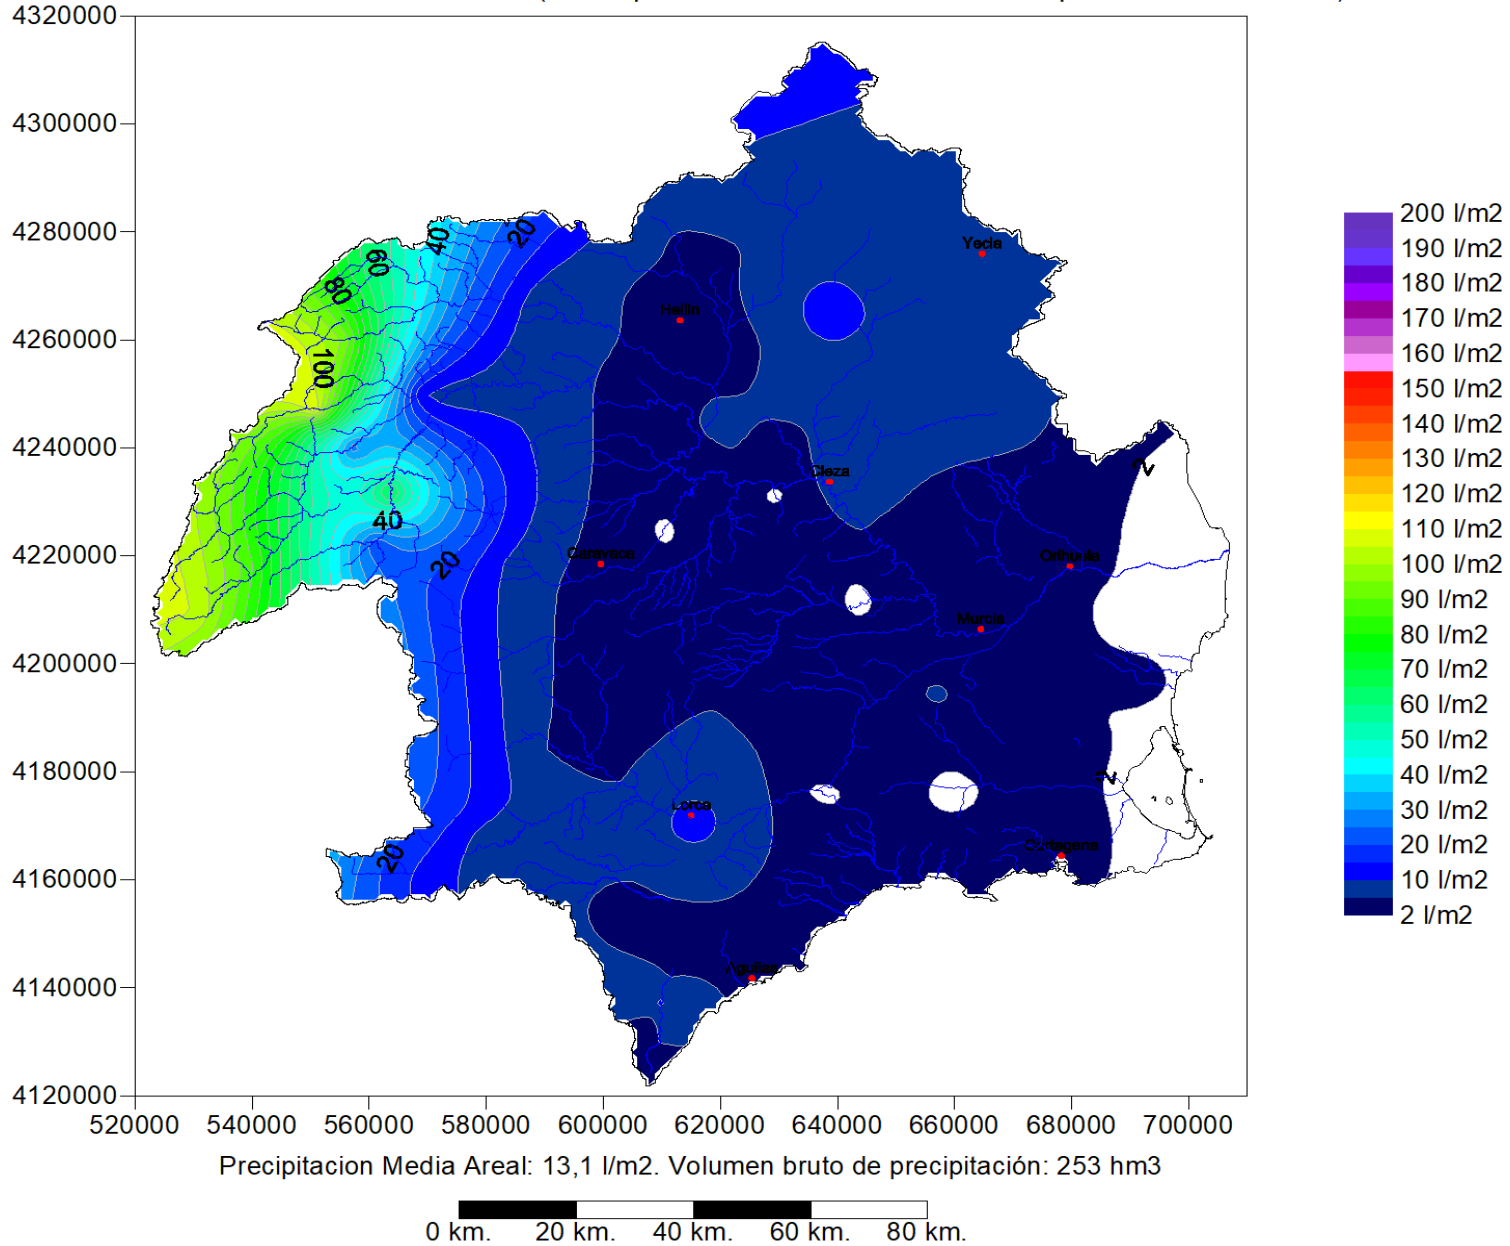 4320000
4300000
4280000
4260000
4240000
4220000
4200000
4180000
4160000
4140000
4120000
520000 540000 560000 580000 600000 620000 640000 660000 680000 700000
20
40
60
80
100
40
20
20
2
2
Yecla
Hellin
Cieza
Caravaca
Orihuela
Murcia
Lorca
Cartagena
Aguilas
200 l/m2
190 l/m2
180 l/m2
170 l/m2
160 l/m2
150 l/m2
140 l/m2
130 l/m2
120 l/m2
110 l/m2
100 l/m2
90 l/m2
80 l/m2
70 l/m2
60 l/m2
50 l/m2
40 l/m2
30 l/m2
20 l/m2
10 l/m2
2 l/m2
Precipitacion Media Areal: 13,1 l/m2. Volumen bruto de precipitación: 253 hm3
0 km. 20 km. 40 km. 60 km. 80 km.